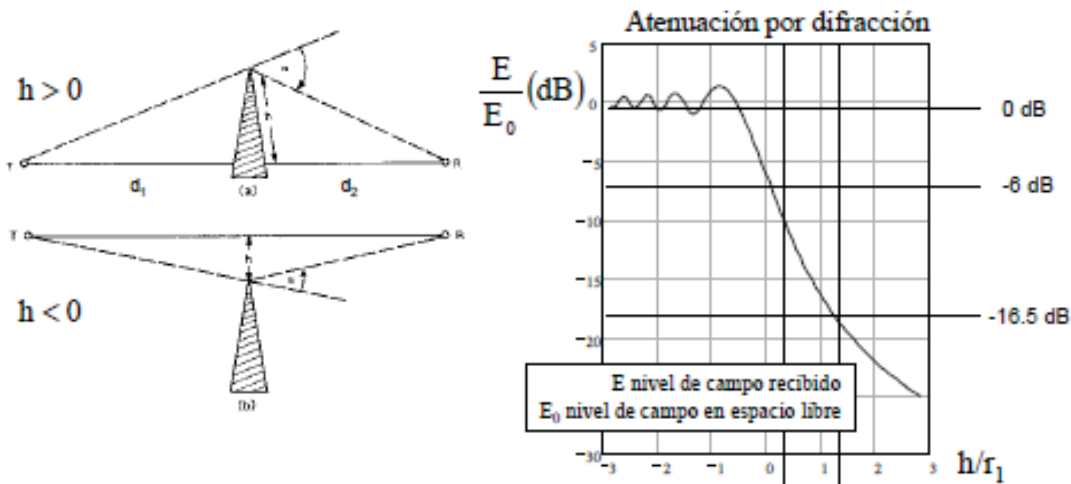 Atenuación por difracción
h > 0
T
R
d₁
d₂
(a)
T
R
h
h < 0
(b)
E/E₀ (dB)
5
0
−5
−10
−15
−20
−30
0 dB
-6 dB
-16.5 dB
E nivel de campo recibido
E₀ nivel de campo en espacio libre
−3 −2 −1 0 1 2 3
h/r₁